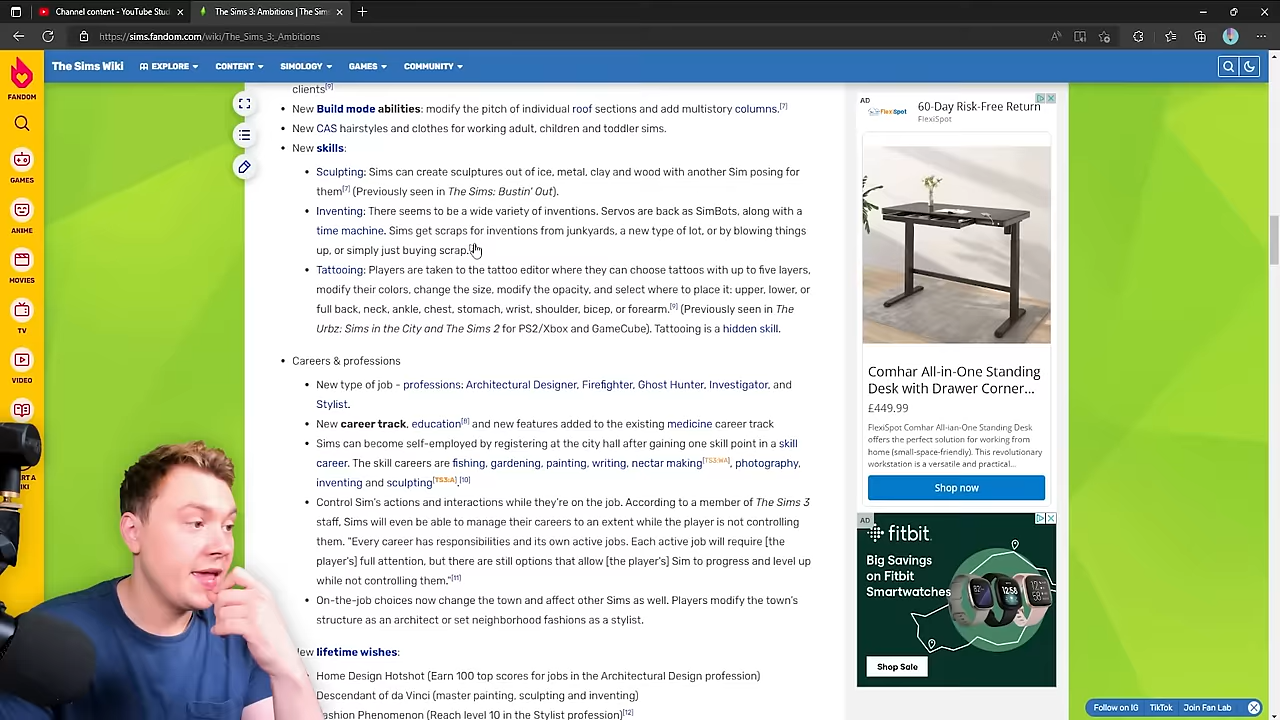 Channel content - YouTube Stud
The Sims 3: Ambitions | The Sims
https://sims.fandom.com/wiki/The_Sims_3:_Ambitions
The Sims Wiki
EXPLORE
CONTENT
SIMOLOGY
GAMES
COMMUNITY
FANDOM
GAMES
ANIME
MOVIES
TV
VIDEO
clients[9]
• New Build mode abilities: modify the pitch of individual roof sections and add multistory columns.[7]
• New CAS hairstyles and clothes for working adult, children and toddler sims.
• New skills:
• Sculpting: Sims can create sculptures out of ice, metal, clay and wood with another Sim posing for
them[7] (Previously seen in The Sims: Bustin' Out).
• Inventing: There seems to be a wide variety of inventions. Servos are back as SimBots, along with a
time machine. Sims get scraps for inventions from junkyards, a new type of lot, or by blowing things
up, or simply just buying scrap.
• Tattooing: Players are taken to the tattoo editor where they can choose tattoos with up to five layers,
modify their colors, change the size, modify the opacity, and select where to place it: upper, lower, or
full back, neck, ankle, chest, stomach, wrist, shoulder, bicep, or forearm.[9] (Previously seen in The
Urbz: Sims in the City and The Sims 2 for PS2/Xbox and GameCube). Tattooing is a hidden skill.
• Careers & professions
• New type of job - professions: Architectural Designer, Firefighter, Ghost Hunter, Investigator, and
Stylist.
• New career track, education[8] and new features added to the existing medicine career track
• Sims can become self-employed by registering at the city hall after gaining one skill point in a skill
career. The skill careers are fishing, gardening, painting, writing, nectar making[TS3:WA], photography,
inventing and sculpting[TS3:A].[10]
• Control Sim's actions and interactions while they're on the job. According to a member of The Sims 3
staff, Sims will even be able to manage their careers to an extent while the player is not controlling
them. "Every career has responsibilities and its own active jobs. Each active job will require [the
player's] full attention, but there are still options that allow [the player's] Sim to progress and level up
while not controlling them."[11]
• On-the-job choices now change the town and affect other Sims as well. Players modify the town's
structure as an architect or set neighborhood fashions as a stylist.
lifetime wishes:
Home Design Hotshot (Earn 100 top scores for jobs in the Architectural Design profession)
Descendant of da Vinci (master painting, sculpting and inventing)
Fashion Phenomenon (Reach level 10 in the Stylist profession)[12]
AD
FlexiSpot
60-Day Risk-Free Return
FlexiSpot
Comhar All-in-One Standing
Desk with Drawer Corner...
£449.99
FlexiSpot Comhar All-ian-One Standing Desk
offers the perfect solution for working from
home (small-space-friendly). This revolutionary
workstation is a versatile and practical...
Shop now
AD
fitbit
Big Savings
on Fitbit
Smartwatches
Shop Sale
Follow on IG
TikTok
Join Fan Lab